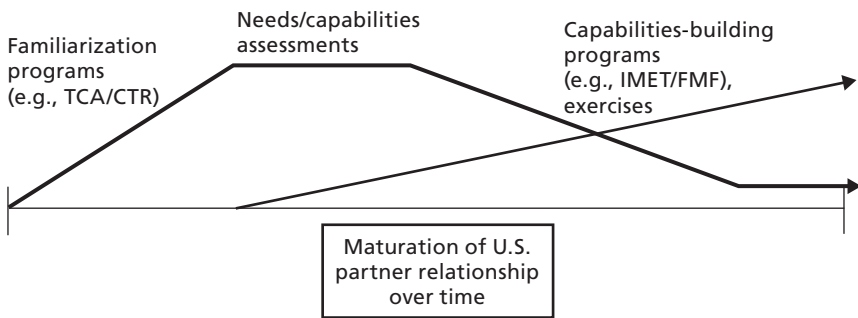 Familiarization
programs
(e.g., TCA/CTR)
Needs/capabilities
assessments
Capabilities-building
programs
(e.g., IMET/FMF),
exercises
Maturation of U.S.
partner relationship
over time